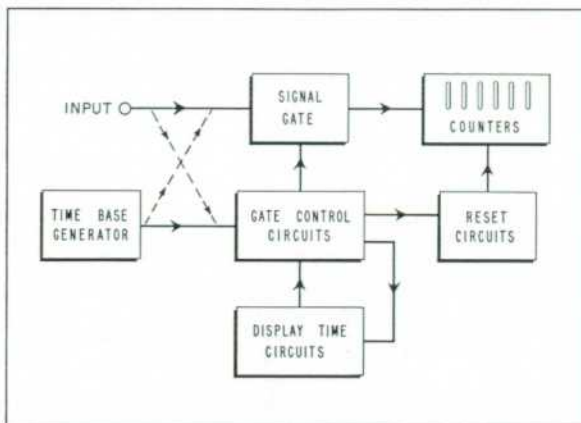 INPUT
SIGNAL
GATE
COUNTERS
TIME BASE
GENERATOR
GATE CONTROL
CIRCUITS
RESET
CIRCUITS
DISPLAY TIME
CIRCUITS